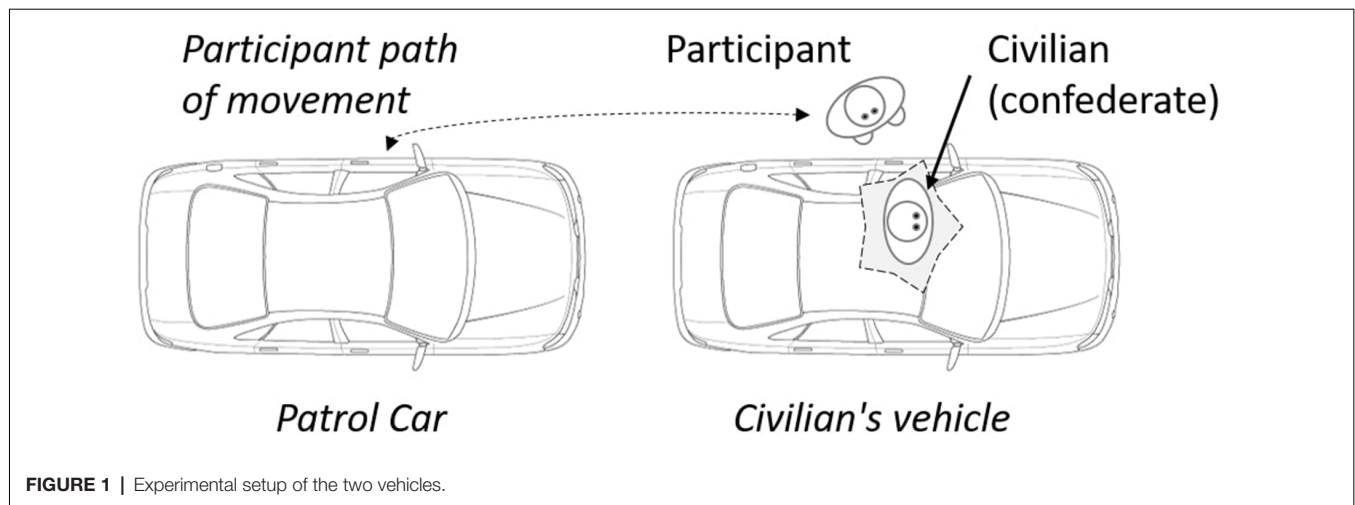 Participant path
of movement
Participant
Civilian
(confederate)
Patrol Car
Civilian's vehicle
FIGURE 1 | Experimental setup of the two vehicles.